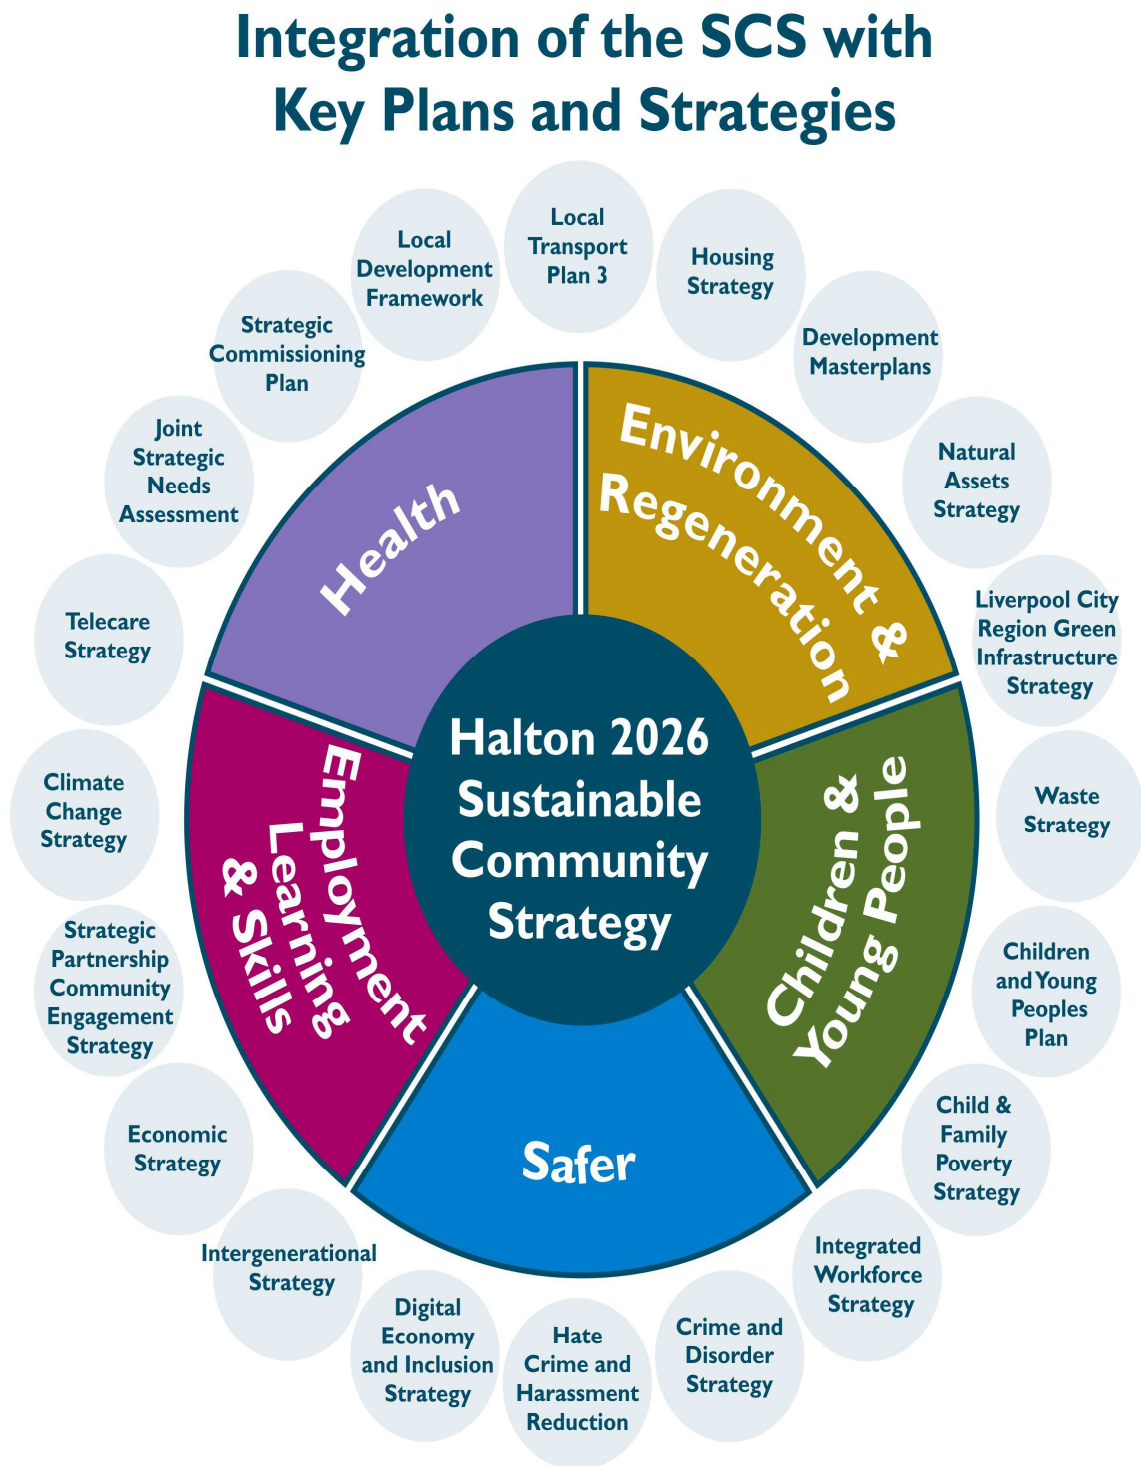 Integration of the SCS with
Key Plans and Strategies
Local
Transport
Plan 3
Housing
Strategy
Development
Masterplans
Natural
Assets
Strategy
Liverpool City
Region Green
Infrastructure
Strategy
Waste
Strategy
Children
and Young
Peoples
Plan
Child &
Family
Poverty
Strategy
Integrated
Workforce
Strategy
Crime and
Disorder
Strategy
Hate
Crime and
Harassment
Reduction
Digital
Economy
and Inclusion
Strategy
Intergenerational
Strategy
Economic
Strategy
Strategic
Partnership
Community
Engagement
Strategy
Climate
Change
Strategy
Telecare
Strategy
Joint
Strategic
Needs
Assessment
Strategic
Commissioning
Plan
Local
Development
Framework
Health
Environment &
Regeneration
Children &
Young People
Safer
Employment
Learning
& Skills
Halton 2026
Sustainable
Community
Strategy